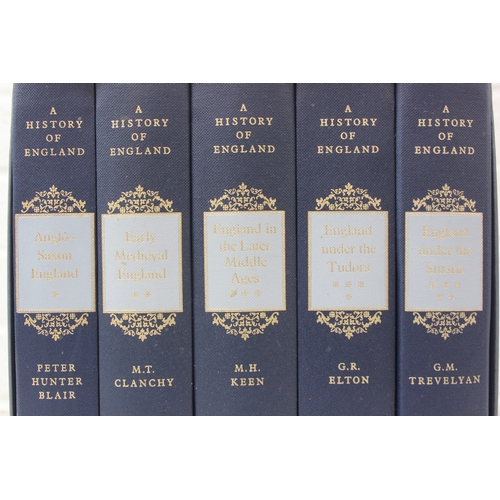 A
HISTORY
OF
ENGLAND
Anglo-
Saxon
England
PETER
HUNTER
BLAIR
A
HISTORY
OF
ENGLAND
Early
Medieval
England
M.T.
CLANCHY
A
HISTORY
OF
ENGLAND
England in
the Later
Middle
Ages
M.H.
KEEN
A
HISTORY
OF
ENGLAND
England
under the
Tudors
G.R.
ELTON
A
HISTORY
OF
ENGLAND
England
under the
Stuarts
G.M.
TREVELYAN